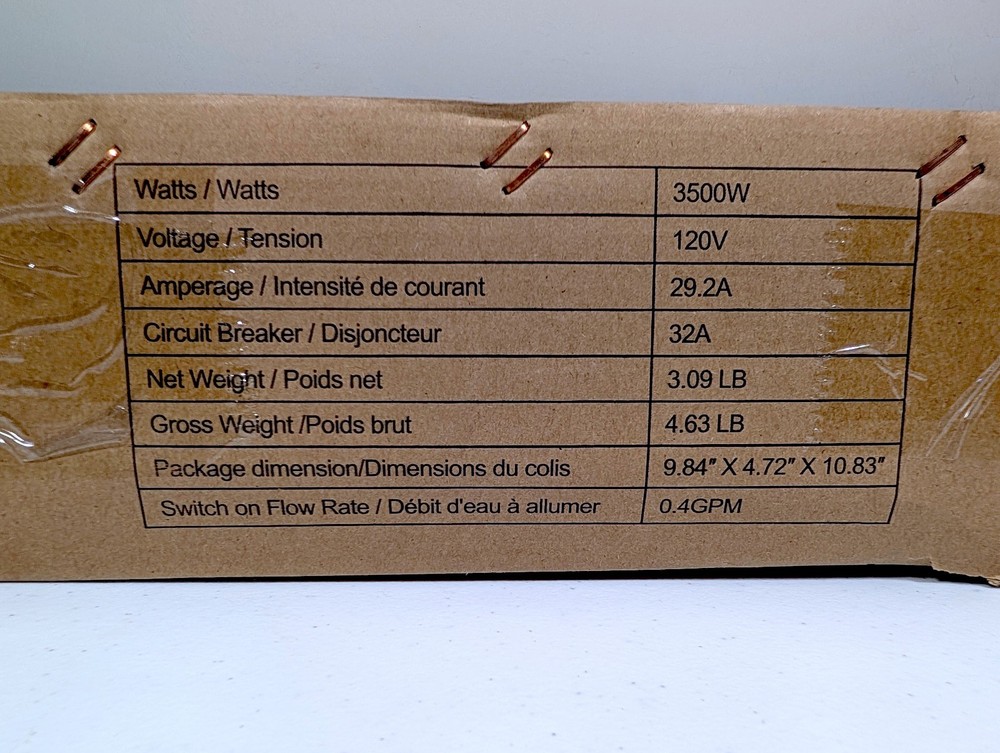 Watts / Watts 3500W
Voltage / Tension 120V
Amperage / Intensité de courant 29.2A
Circuit Breaker / Disjoncteur 32A
Net Weight / Poids net 3.09 LB
Gross Weight /Poids brut 4.63 LB
Package dimension/Dimensions du colis 9.84″ X 4.72″ X 10.83″
Switch on Flow Rate / Débit d'eau à allumer 0.4GPM